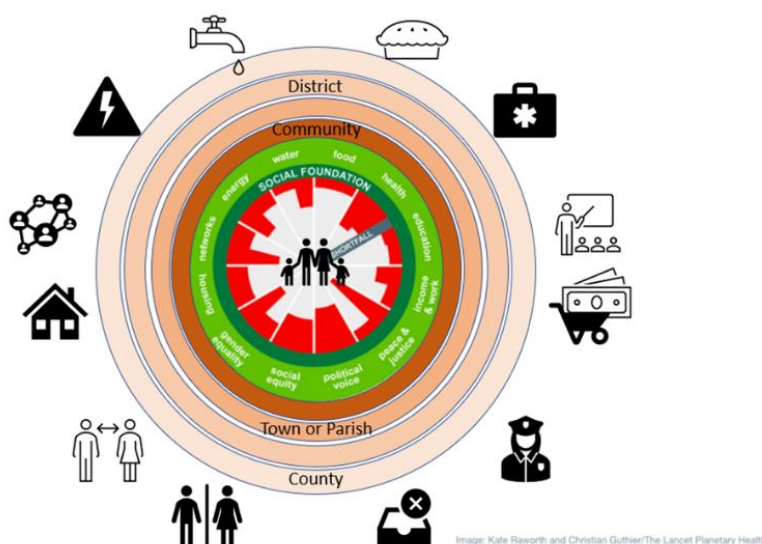 District
Community
water
food
energy
health
SOCIAL FOUNDATION
networks
education
SHORTFALL
housing
income
& work
gender
equality
peace &
justice
social
equity
political
voice
Town or Parish
County
Image: Kate Raworth and Christian Guthier/The Lancet Planetary Health